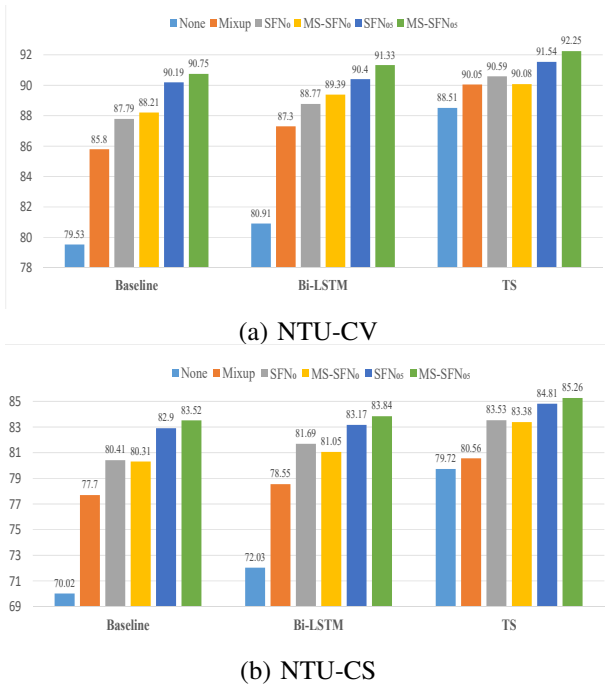 None Mixup SFN₀ MS-SFN₀ SFN₀₅ MS-SFN₀₅
92
90
88
86
84
82
80
78
79.53 85.8 87.79 88.21 90.19 90.75
80.91 87.3 88.77 89.39 90.4 91.33
88.51 90.05 90.59 90.08 91.54 92.25
Baseline Bi-LSTM TS
(a) NTU-CV
None Mixup SFN₀ MS-SFN₀ SFN₀₅ MS-SFN₀₅
85
83
81
79
77
75
73
71
69
70.02 77.7 80.41 80.31 82.9 83.52
72.03 78.55 81.69 81.05 83.17 83.84
79.72 80.56 83.53 83.38 84.81 85.26
Baseline Bi-LSTM TS
(b) NTU-CS